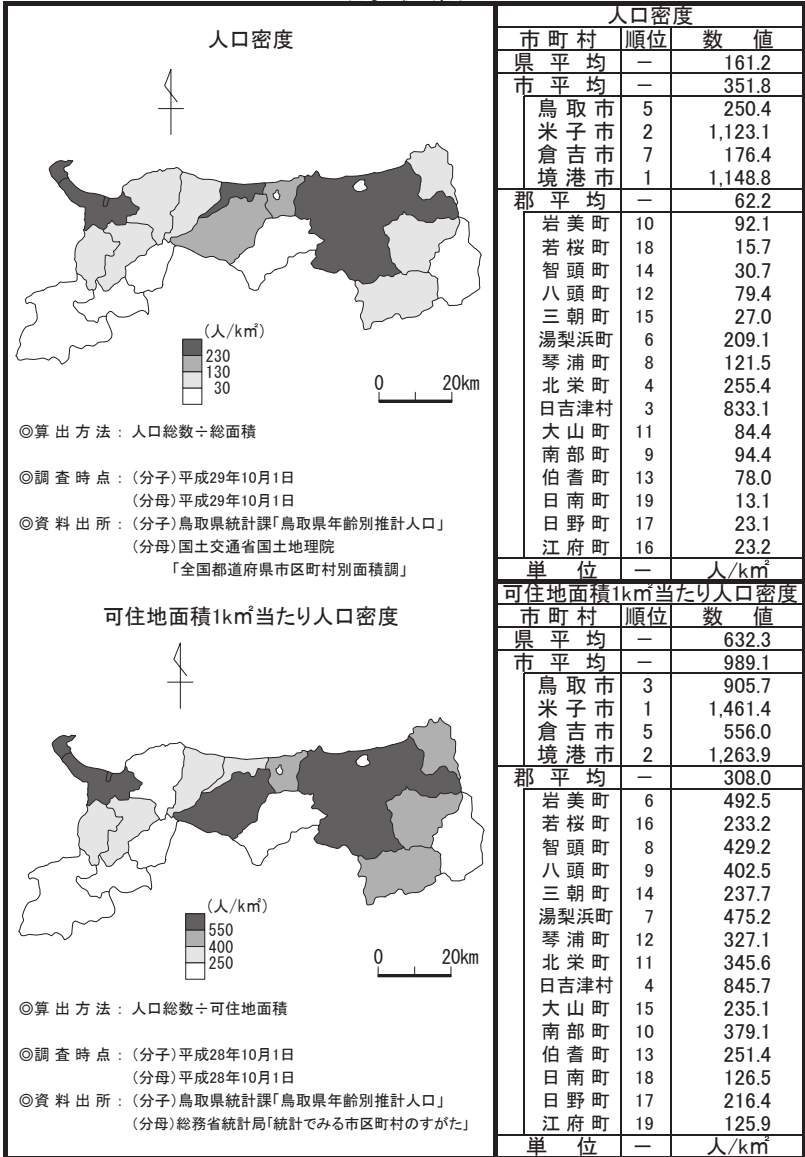 人口密度
(人/k㎡)
230
130
30
0 20km
◎算出方法：人口総数÷総面積
◎調査時点：(分子)平成29年10月1日
(分母)平成29年10月1日
◎資料出所：(分子)鳥取県統計課「鳥取県年齢別推計人口」
(分母)国土交通省国土地理院
「全国都道府県市区町村別面積調」
人口密度
市町村 順位 数値
県平均 － 161.2
市平均 － 351.8
鳥取市 5 250.4
米子市 2 1,123.1
倉吉市 7 176.4
境港市 1 1,148.8
郡平均 － 62.2
岩美町 10 92.1
若桜町 18 15.7
智頭町 14 30.7
八頭町 12 79.4
三朝町 15 27.0
湯梨浜町 6 209.1
琴浦町 8 121.5
北栄町 4 255.4
日吉津村 3 833.1
大山町 11 84.4
南部町 9 94.4
伯耆町 13 78.0
日南町 19 13.1
日野町 17 23.1
江府町 16 23.2
単位 － 人/k㎡
可住地面積1k㎡当たり人口密度
(人/k㎡)
550
400
250
0 20km
◎算出方法：人口総数÷可住地面積
◎調査時点：(分子)平成28年10月1日
(分母)平成28年10月1日
◎資料出所：(分子)鳥取県統計課「鳥取県年齢別推計人口」
(分母)総務省統計局「統計でみる市区町村のすがた」
可住地面積1k㎡当たり人口密度
市町村 順位 数値
県平均 － 632.3
市平均 － 989.1
鳥取市 3 905.7
米子市 1 1,461.4
倉吉市 5 556.0
境港市 2 1,263.9
郡平均 － 308.0
岩美町 6 492.5
若桜町 16 233.2
智頭町 8 429.2
八頭町 9 402.5
三朝町 14 237.7
湯梨浜町 7 475.2
琴浦町 12 327.1
北栄町 11 345.6
日吉津村 4 845.7
大山町 15 235.1
南部町 10 379.1
伯耆町 13 251.4
日南町 18 126.5
日野町 17 216.4
江府町 19 125.9
単位 － 人/k㎡